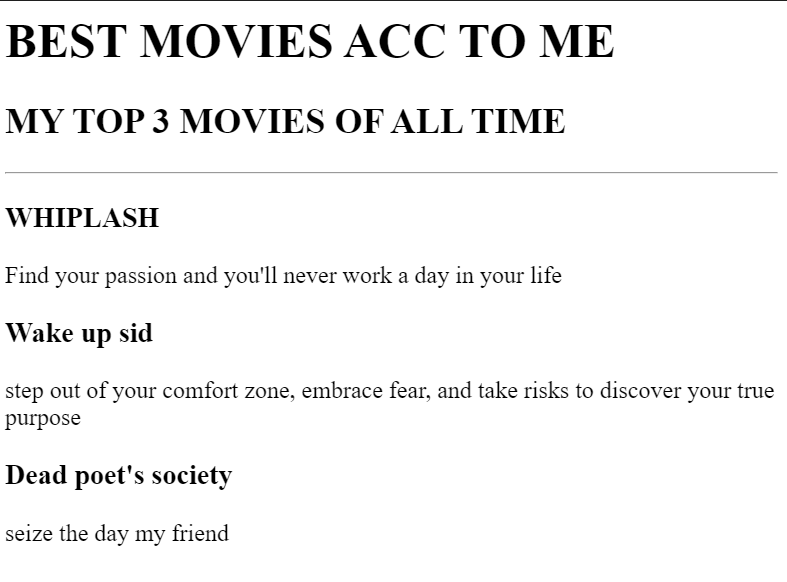 BEST MOVIES ACC TO ME
MY TOP 3 MOVIES OF ALL TIME
WHIPLASH
Find your passion and you'll never work a day in your life
Wake up sid
step out of your comfort zone, embrace fear, and take risks to discover your true
purpose
Dead poet's society
seize the day my friend